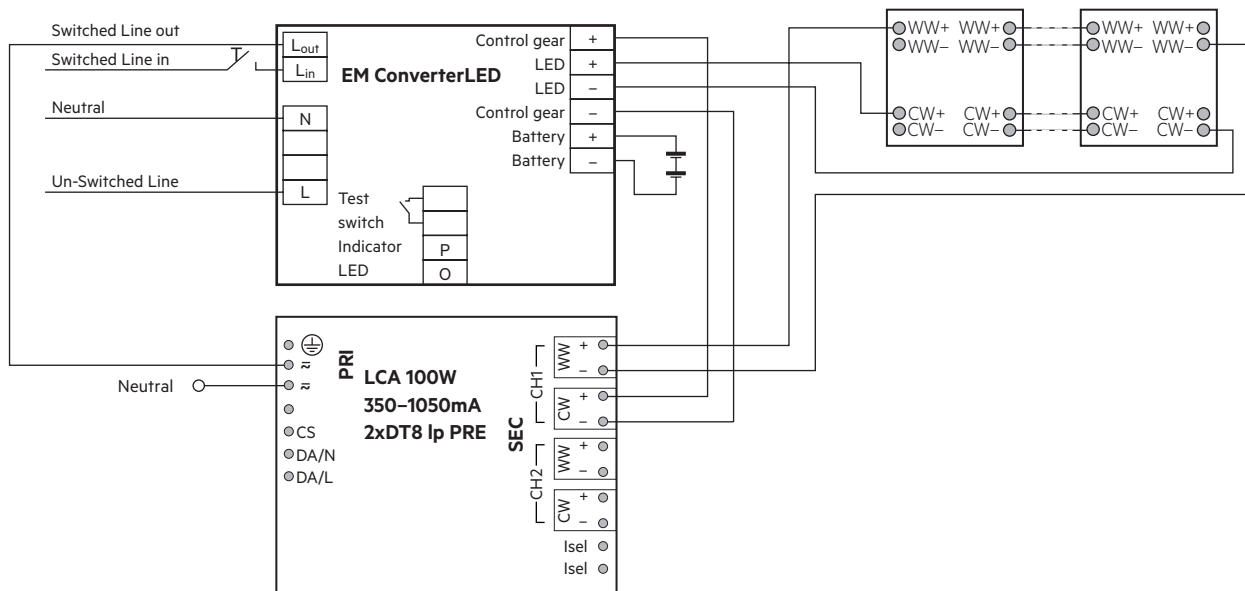 Switched Line out
Switched Line in
Neutral
Un-Switched Line
Lout
Lin
N
L
EM ConverterLED
Control gear +
LED +
LED –
Control gear –
Battery +
Battery –
Test
switch
Indicator P
LED O
WW+ WW+
WW– WW–
CW+ CW+
CW– CW–
WW+ WW+
WW– WW–
CW+ CW+
CW– CW–
Neutral
PRI
LCA 100W
350–1050mA
2xDT8 lp PRE
SEC
CS
DA/N
DA/L
CH1
WW + –
CW + –
CH2
WW + –
CW + –
Isel
Isel